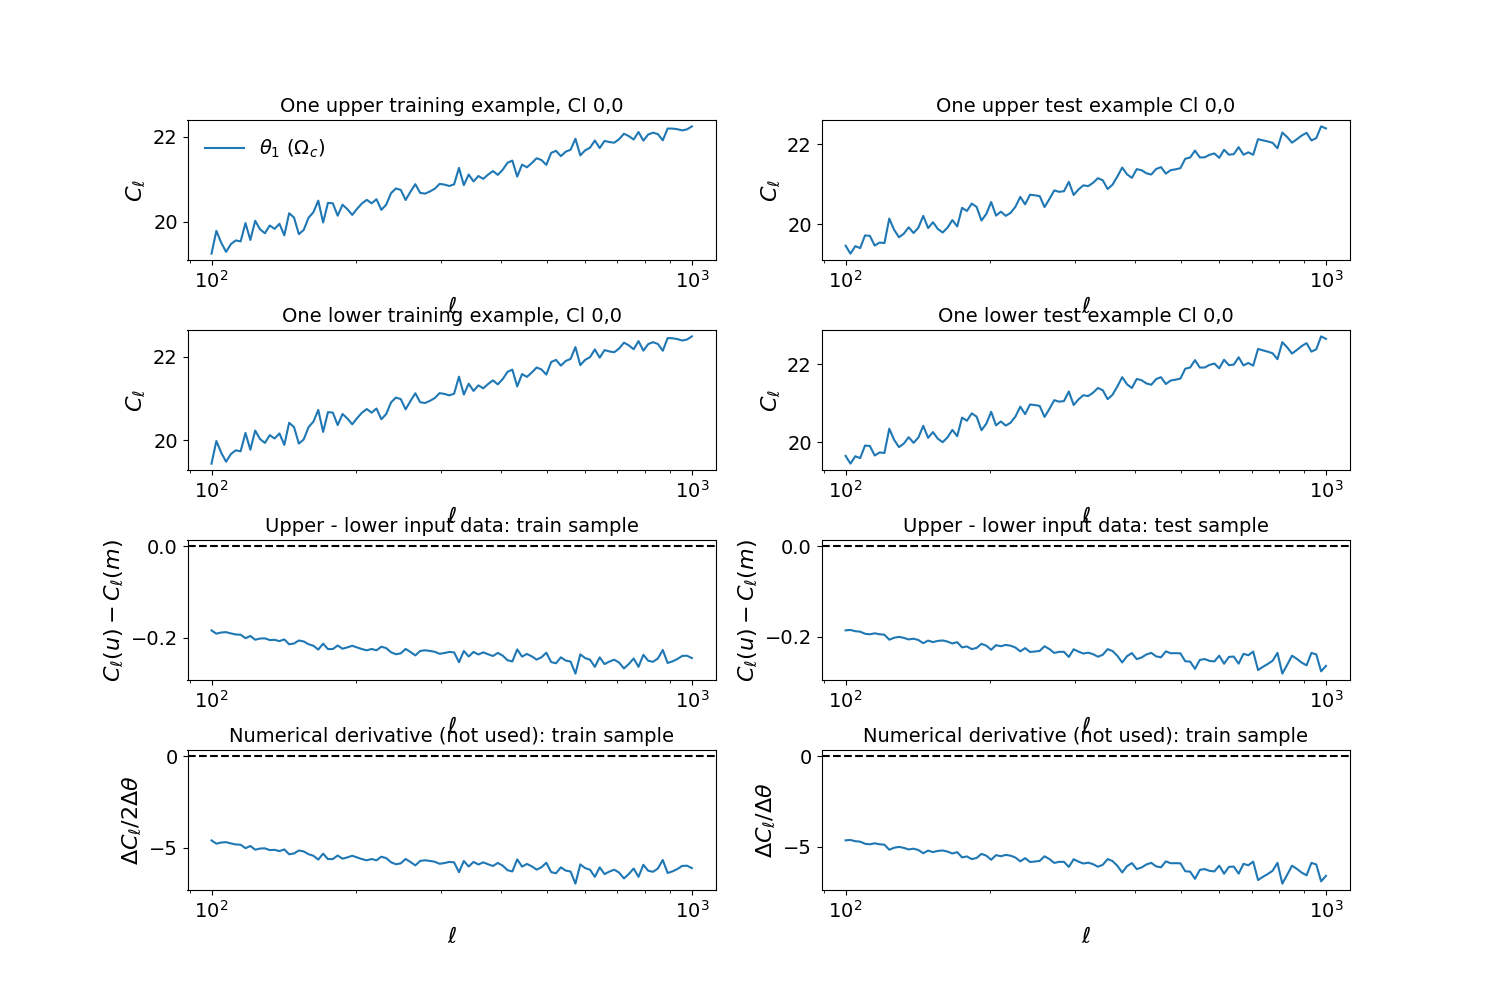 One upper training example, Cl 0,0
C_ℓ
22
20
θ₁ (Ω_c)
10² 10³
ℓ
One upper test example Cl 0,0
C_ℓ
22
20
10² 10³
ℓ
One lower training example, Cl 0,0
C_ℓ
22
20
10² 10³
ℓ
One lower test example Cl 0,0
C_ℓ
22
20
10² 10³
ℓ
Upper - lower input data: train sample
C_ℓ(u) − C_ℓ(m)
0.0
−0.2
10² 10³
ℓ
Upper - lower input data: test sample
C_ℓ(u) − C_ℓ(m)
0.0
−0.2
10² 10³
ℓ
Numerical derivative (not used): train sample
ΔC_ℓ/2Δθ
0
−5
10² 10³
ℓ
Numerical derivative (not used): train sample
ΔC_ℓ/Δθ
0
−5
10² 10³
ℓ